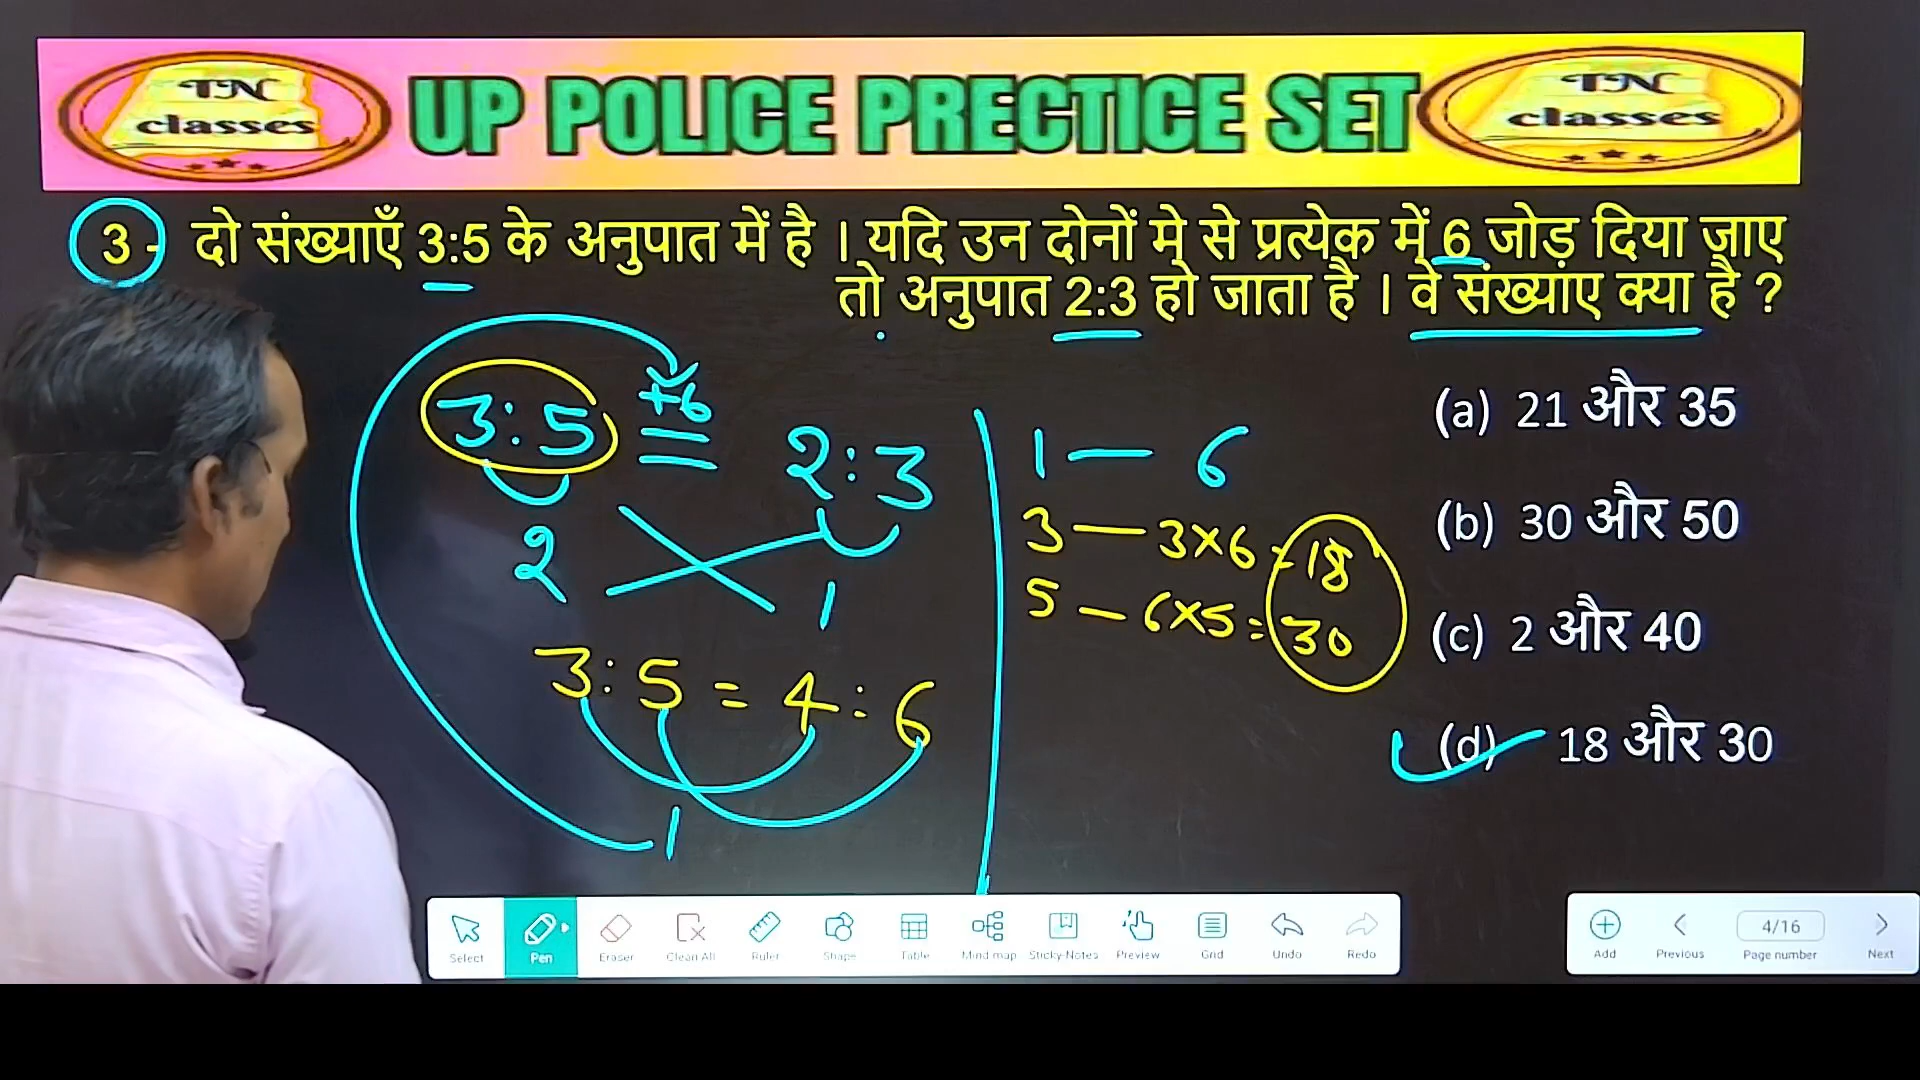 TN
classes
UP POLICE PRECTICE SET
TN
classes
3 - दो संख्याएँ 3:5 के अनुपात में है । यदि उन दोनों मे से प्रत्येक में 6 जोड़ दिया जाए
तो अनुपात 2:3 हो जाता है । वे संख्याए क्या है ?
3:5 +6
2:3
2
1
3:5 = 4:6
1
1 — 6
3 — 3×6 = 18
5 — 6×5 = 30
(a) 21 और 35
(b) 30 और 50
(c) 2 और 40
(d) 18 और 30
Select Pen Eraser Clean All Ruler Shape Table Mind map Sticky-Notes Preview Grid Undo Redo
4/16
Add Previous Page number Next